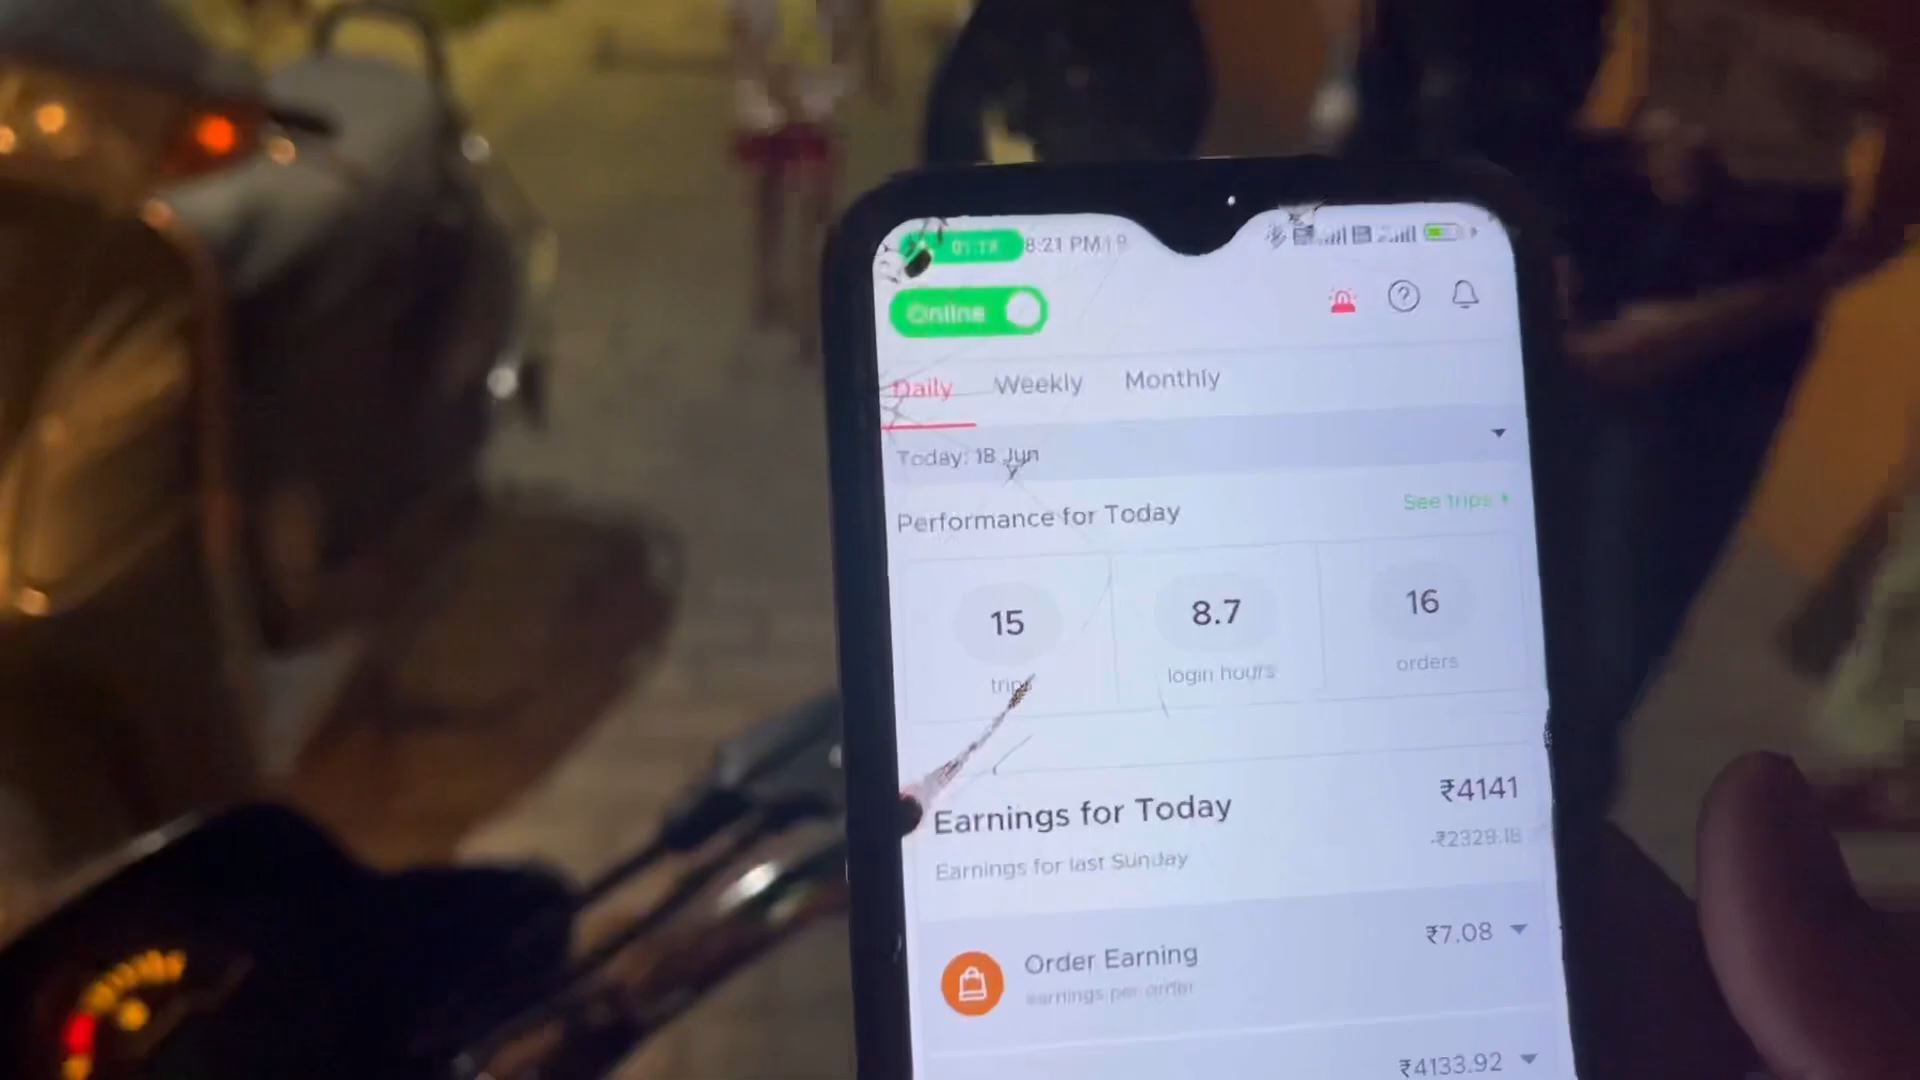 8:21 PM
Online
Daily Weekly Monthly
Today: 18 Jun
Performance for Today See trips
15 8.7 16
trips login hours orders
Earnings for Today ₹4141
Earnings for last Sunday -₹2328.18
Order Earning ₹7.08
earnings per order
₹4133.92